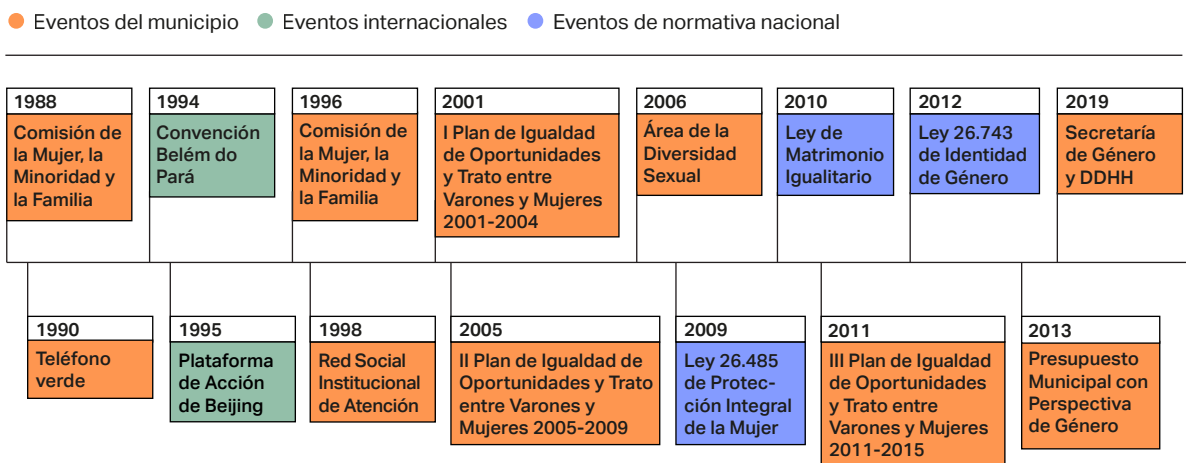 Eventos del municipio Eventos internacionales Eventos de normativa nacional
1988
Comisión de
la Mujer, la
Minoridad y
la Familia
1994
Convención
Belém do
Pará
1996
Comisión de
la Mujer, la
Minoridad y
la Familia
2001
I Plan de Igualdad
de Oportunidades
y Trato entre
Varones y Mujeres
2001-2004
2006
Área de la
Diversidad
Sexual
2010
Ley de
Matrimonio
Igualitario
2012
Ley 26.743
de Identidad
de Género
2019
Secretaría
de Género
y DDHH
1990
Teléfono
verde
1995
Plataforma
de Acción
de Beijing
1998
Red Social
Institucional
de Atención
2005
II Plan de Igualdad de
Oportunidades y Trato
entre Varones y
Mujeres 2005-2009
2009
Ley 26.485
de Protec-
ción Integral
de la Mujer
2011
III Plan de Igualdad
de Oportunidades
y Trato entre
Varones y Mujeres
2011-2015
2013
Presupuesto
Municipal con
Perspectiva
de Género